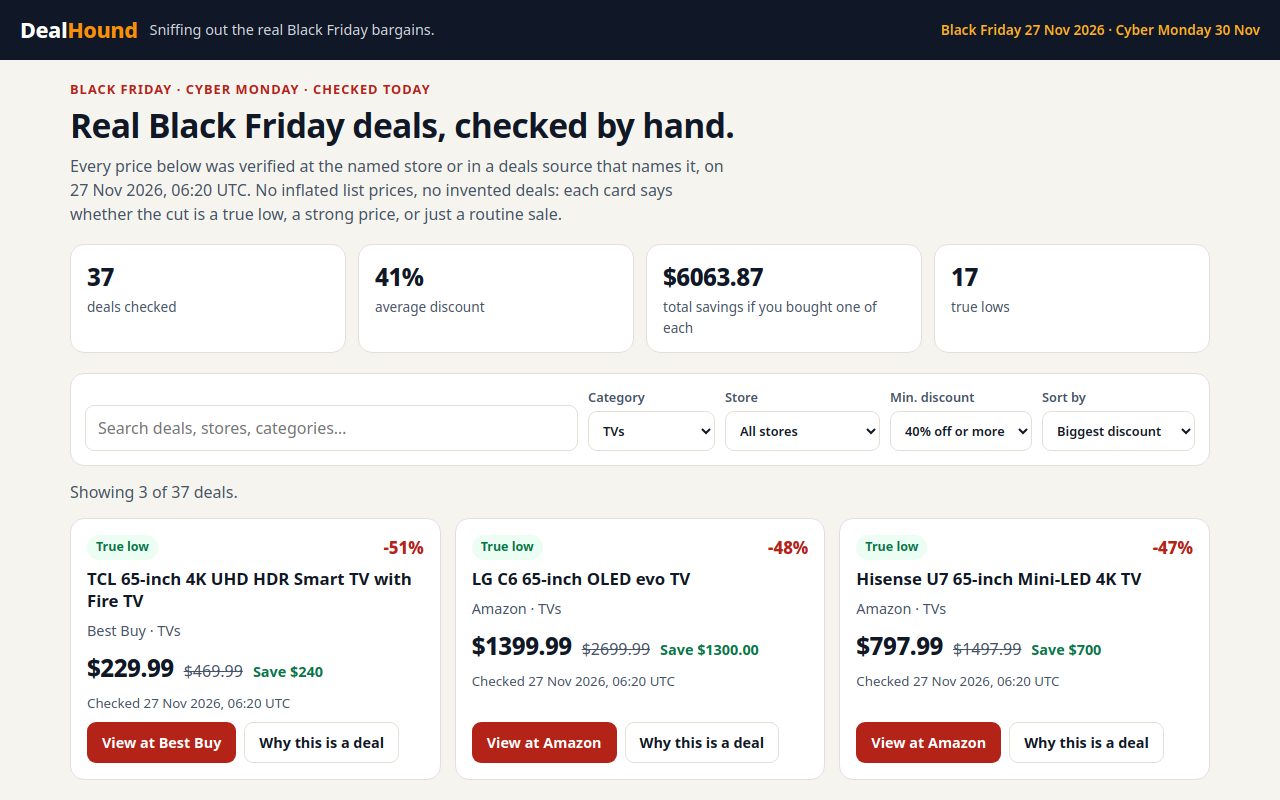 DealHound Sniffing out the real Black Friday bargains. Black Friday 27 Nov 2026 · Cyber Monday 30 Nov
BLACK FRIDAY · CYBER MONDAY · CHECKED TODAY
Real Black Friday deals, checked by hand.
Every price below was verified at the named store or in a deals source that names it, on
27 Nov 2026, 06:20 UTC. No inflated list prices, no invented deals: each card says
whether the cut is a true low, a strong price, or just a routine sale.
37
deals checked
41%
average discount
$6063.87
total savings if you bought one of
each
17
true lows
Search deals, stores, categories...
Category
TVs
Store
All stores
Min. discount
40% off or more
Sort by
Biggest discount
Showing 3 of 37 deals.
True low -51%
TCL 65-inch 4K UHD HDR Smart TV with
Fire TV
Best Buy · TVs
$229.99 $469.99 Save $240
Checked 27 Nov 2026, 06:20 UTC
View at Best Buy Why this is a deal
True low -48%
LG C6 65-inch OLED evo TV
Amazon · TVs
$1399.99 $2699.99 Save $1300.00
Checked 27 Nov 2026, 06:20 UTC
View at Amazon Why this is a deal
True low -47%
Hisense U7 65-inch Mini-LED 4K TV
Amazon · TVs
$797.99 $1497.99 Save $700
Checked 27 Nov 2026, 06:20 UTC
View at Amazon Why this is a deal